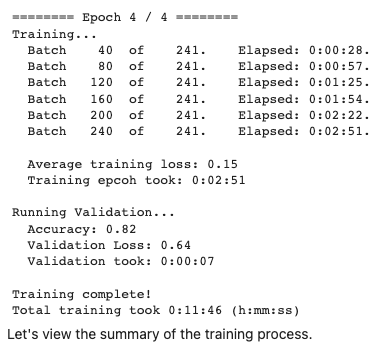 ======== Epoch 4 / 4 ========
Training...
Batch 40 of 241. Elapsed: 0:00:28.
Batch 80 of 241. Elapsed: 0:00:57.
Batch 120 of 241. Elapsed: 0:01:25.
Batch 160 of 241. Elapsed: 0:01:54.
Batch 200 of 241. Elapsed: 0:02:22.
Batch 240 of 241. Elapsed: 0:02:51.
Average training loss: 0.15
Training epcoh took: 0:02:51
Running Validation...
Accuracy: 0.82
Validation Loss: 0.64
Validation took: 0:00:07
Training complete!
Total training took 0:11:46 (h:mm:ss)
Let's view the summary of the training process.